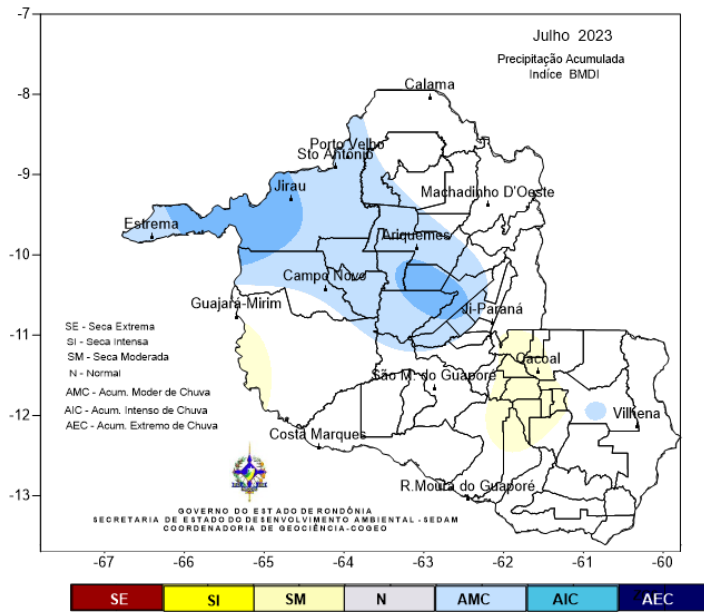 Julho 2023
Precipitação Acumulada
Indíce BMDI
-7
-8
-9
-10
-11
-12
-13
Calama
Porto Velho
Sto Antônio
Jirau
Machadinho D'Oeste
Estrema
Ariquemes
Campo Novo
Guajará-Mirim
Ji-Paraná
Cacoal
São M. do Guaporé
Vilhena
Costa Marques
R.Moura do Guaporé
SE - Seca Extrema
SI - Seca Intensa
SM - Seca Moderada
N - Normal
AMC - Acum. Moder de Chuva
AIC - Acum. Intenso de Chuva
AEC - Acum. Extremo de Chuva
GOVERNO DO ESTADO DE RONDÔNIA
SECRETARIA DE ESTADO DO DESENVOLVIMENTO AMBIENTAL - SEDAM
COORDENADORIA DE GEOCIÊNCIA-COGEO
-67 -66 -65 -64 -63 -62 -61 -60
SE SI SM N AMC AIC AEC